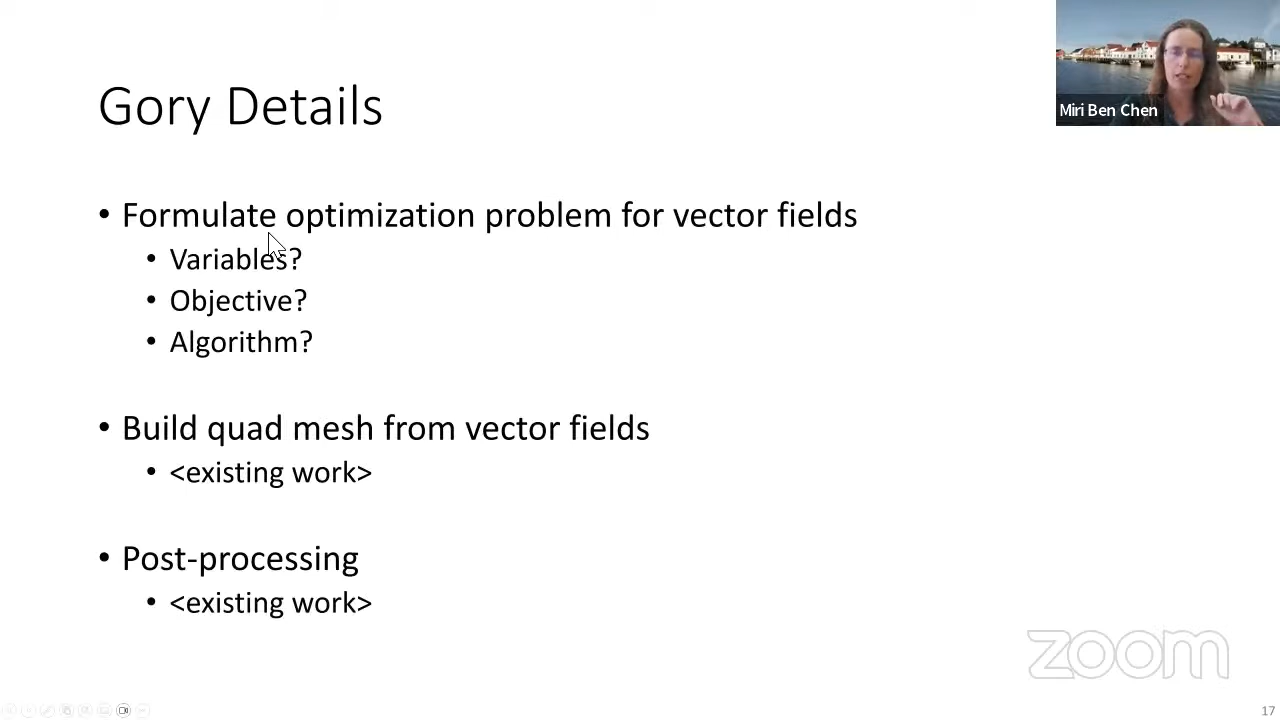 Gory Details
Miri Ben Chen
• Formulate optimization problem for vector fields
• Variables?
• Objective?
• Algorithm?
• Build quad mesh from vector fields
• <existing work>
• Post-processing
• <existing work>
zoom
17